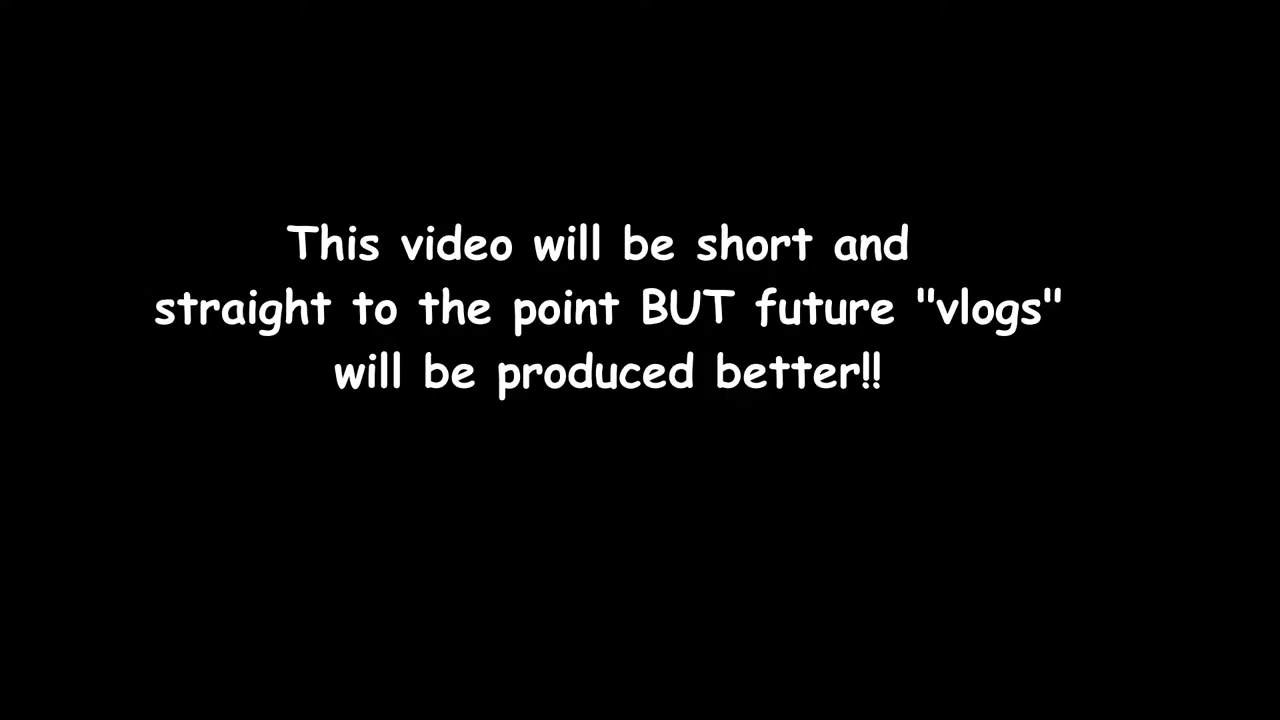 This video will be short and
straight to the point BUT future "vlogs"
will be produced better!!